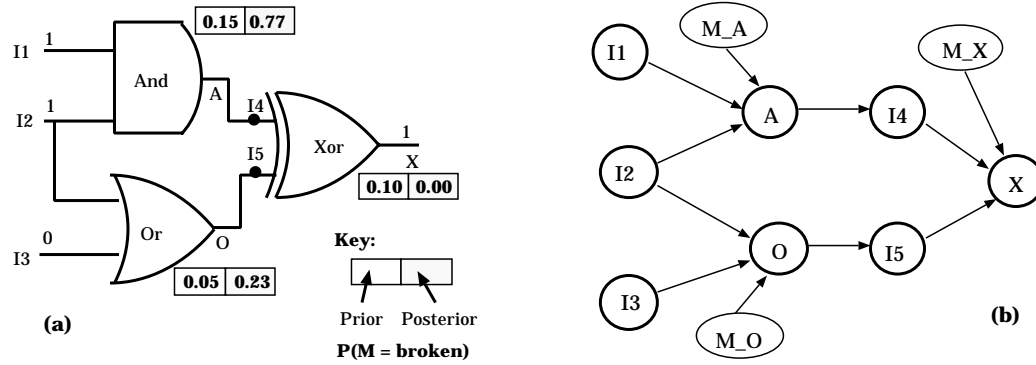 I1
1
0.15 0.77
And
A
I2
1
I4
I5
Xor
1
X
0.10 0.00
I3
0
Or
O
0.05 0.23
Key:
Prior Posterior
P(M = broken)
(a)
I1
M_A
M_X
A
I4
I2
X
O
I5
I3
M_O
(b)